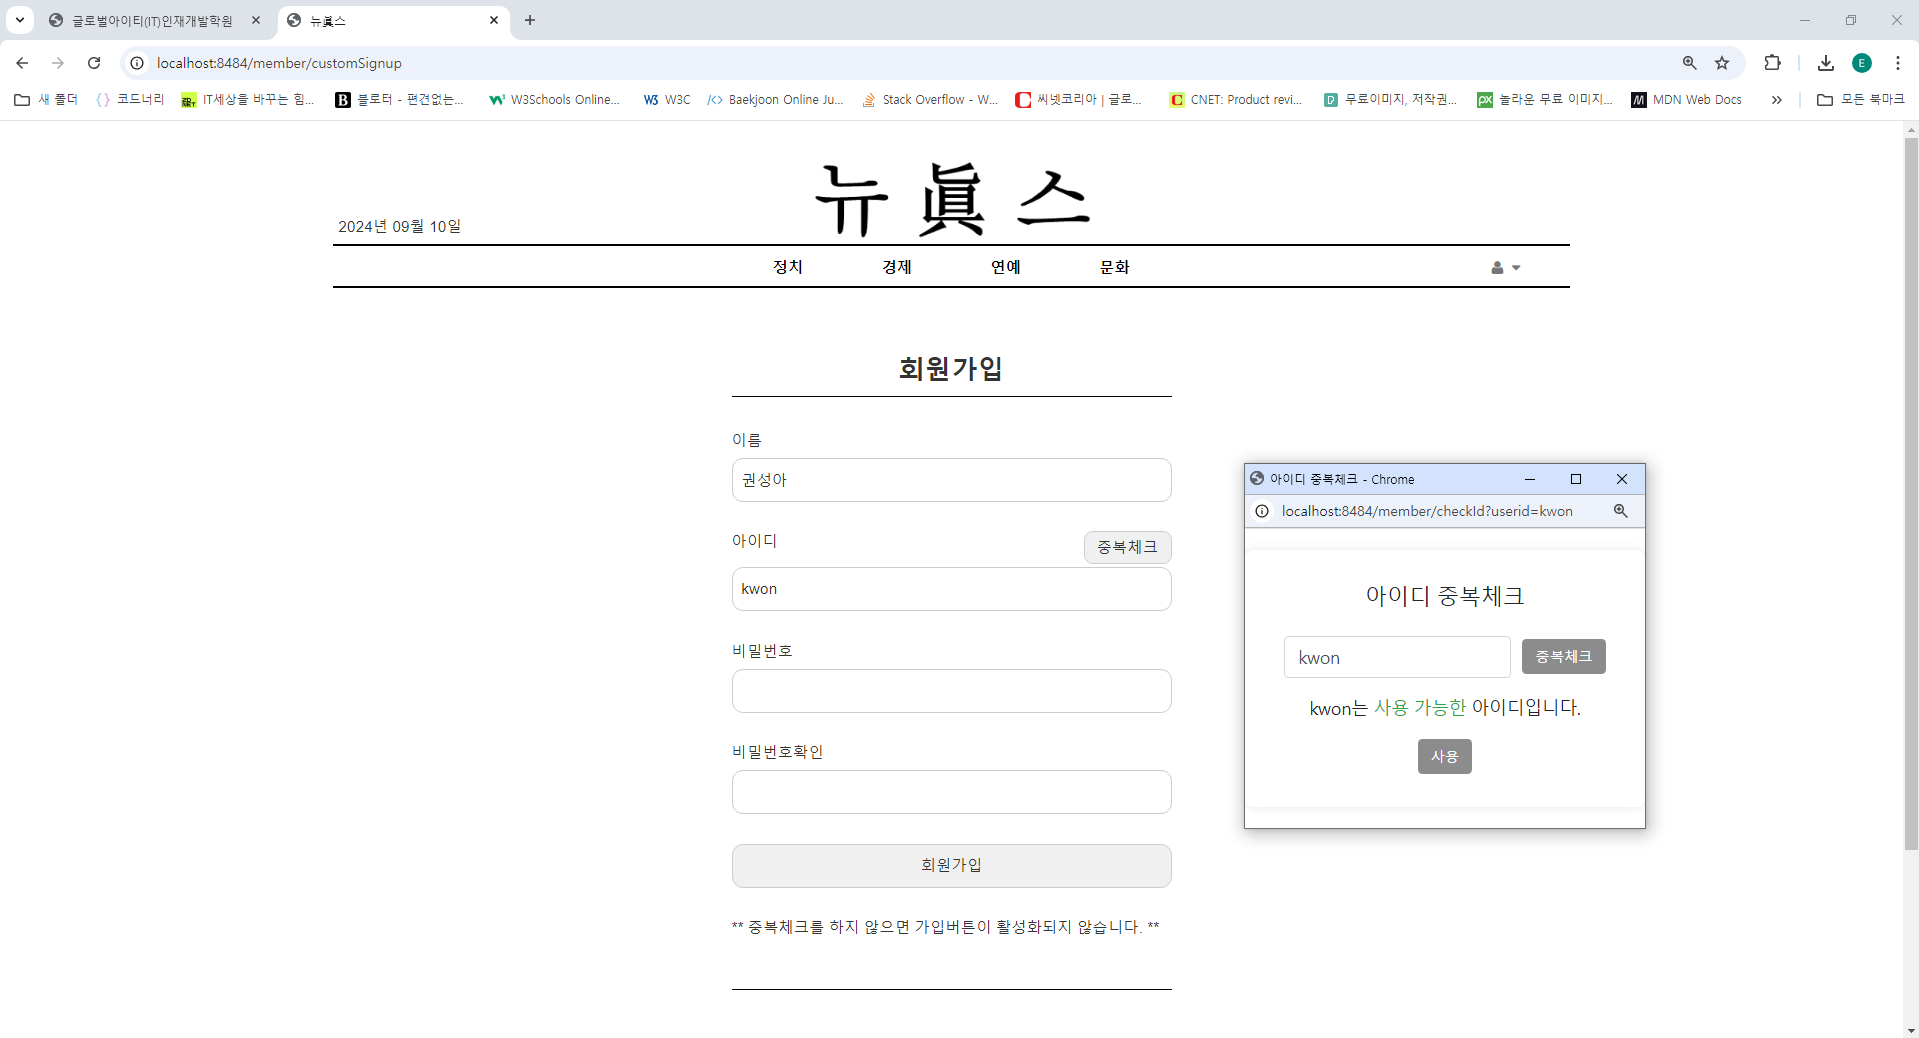 글로벌아이티(IT)인재개발학원
뉴眞스
localhost:8484/member/customSignup
E
새 폴더
코드너리
IT세상을 바꾸는 힘...
블로터 - 편견없는...
W3Schools Online...
W3C
Baekjoon Online Ju...
Stack Overflow - W...
씨넷코리아 | 글로...
CNET: Product revi...
무료이미지, 저작권...
놀라운 무료 이미지...
MDN Web Docs
모든 북마크
뉴眞스
2024년 09월 10일
정치
경제
연예
문화
회원가입
이름
권성아
아이디
중복체크
kwon
비밀번호
비밀번호확인
회원가입
** 중복체크를 하지 않으면 가입버튼이 활성화되지 않습니다. **
아이디 중복체크 - Chrome
localhost:8484/member/checkId?userid=kwon
아이디 중복체크
kwon
중복체크
kwon는 사용 가능한 아이디입니다.
사용